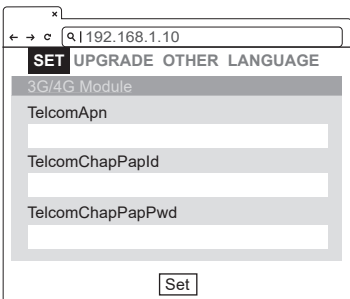 192.168.1.10
SET UPGRADE OTHER LANGUAGE
3G/4G Module
TelcomApn
TelcomChapPapId
TelcomChapPapPwd
Set